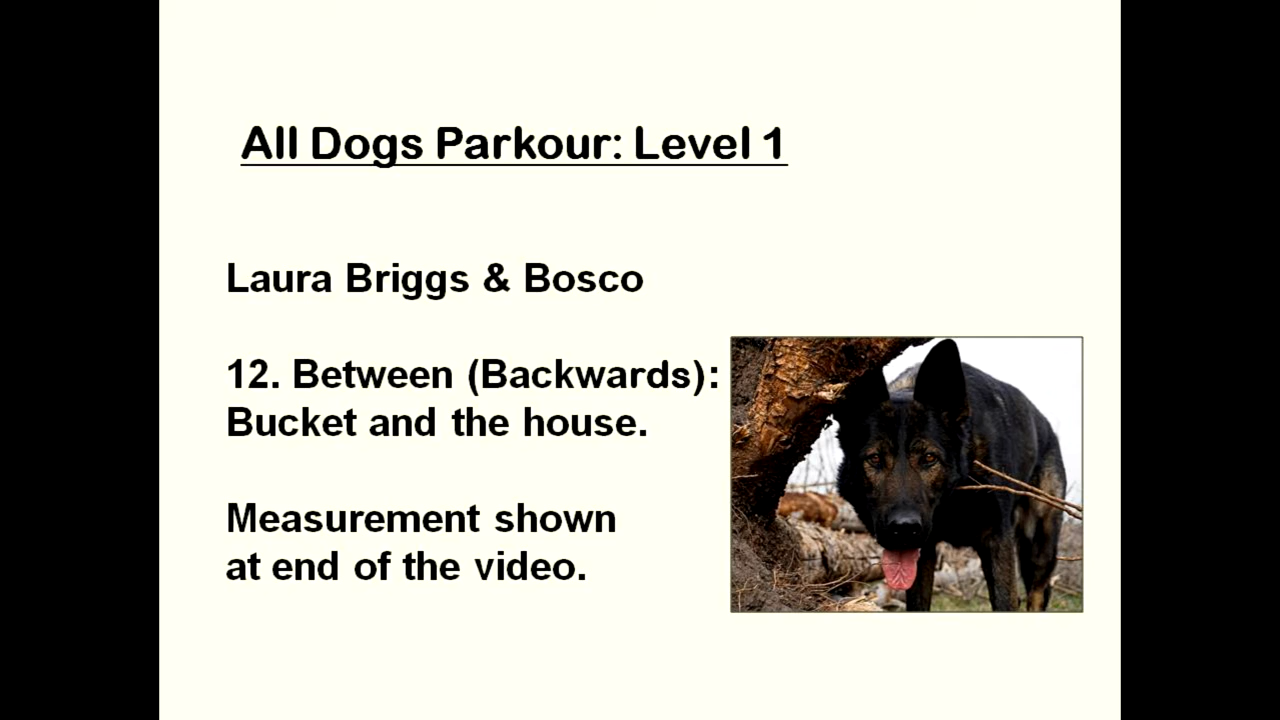 All Dogs Parkour: Level 1
Laura Briggs & Bosco
12. Between (Backwards):
Bucket and the house.
Measurement shown
at end of the video.